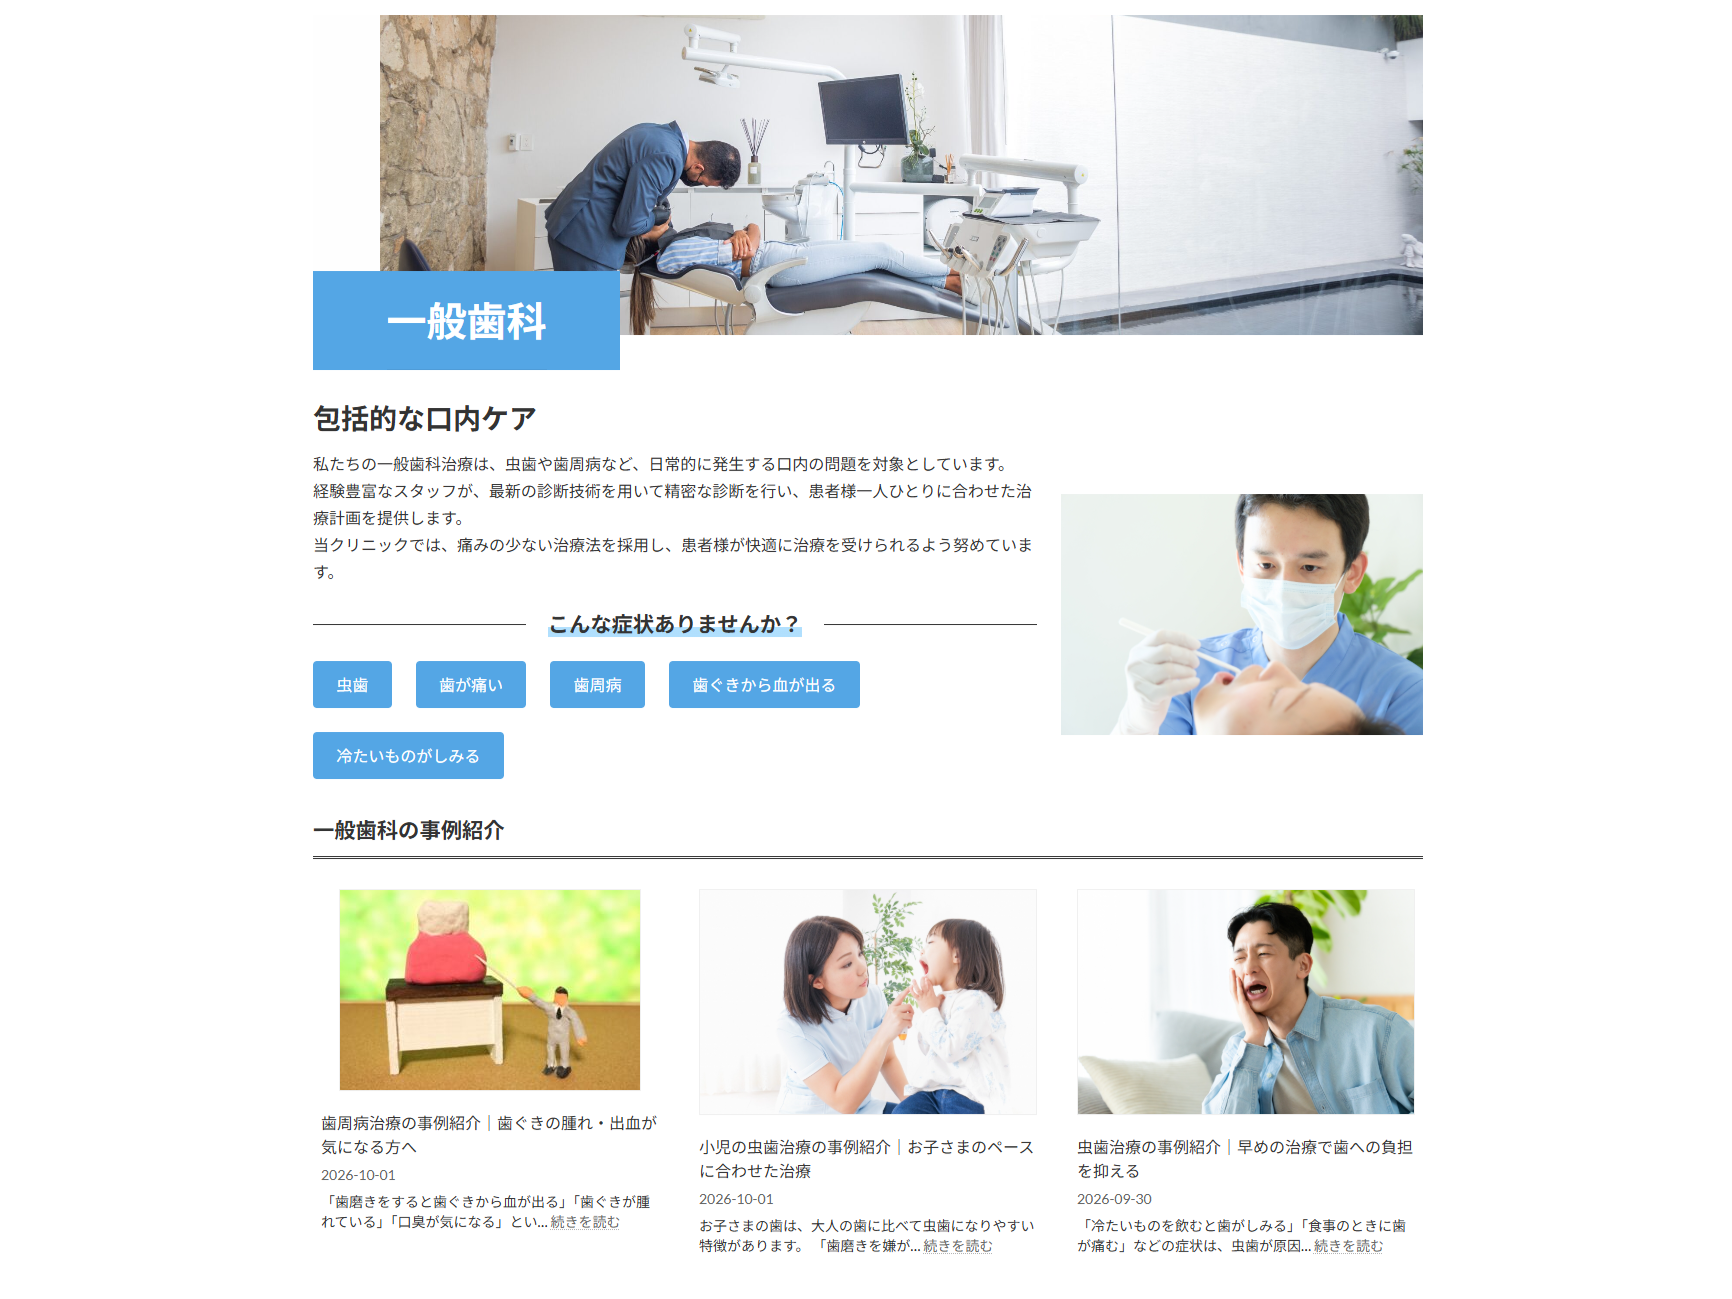 一般歯科
包括的な口内ケア
私たちの一般歯科治療は、虫歯や歯周病など、日常的に発生する口内の問題を対象としています。
経験豊富なスタッフが、最新の診断技術を用いて精密な診断を行い、患者様一人ひとりに合わせた治
療計画を提供します。
当クリニックでは、痛みの少ない治療法を採用し、患者様が快適に治療を受けられるよう努めていま
す。
こんな症状ありませんか？
虫歯
歯が痛い
歯周病
歯ぐきから血が出る
冷たいものがしみる
一般歯科の事例紹介
歯周病治療の事例紹介｜歯ぐきの腫れ・出血が
気になる方へ
2026-10-01
「歯磨きをすると歯ぐきから血が出る」「歯ぐきが腫
れている」「口臭が気になる」とい... 続きを読む
小児の虫歯治療の事例紹介｜お子さまのペース
に合わせた治療
2026-10-01
お子さまの歯は、大人の歯に比べて虫歯になりやすい
特徴があります。 「歯磨きを嫌が... 続きを読む
虫歯治療の事例紹介｜早めの治療で歯への負担
を抑える
2026-09-30
「冷たいものを飲むと歯がしみる」「食事のときに歯
が痛む」などの症状は、虫歯が原因... 続きを読む